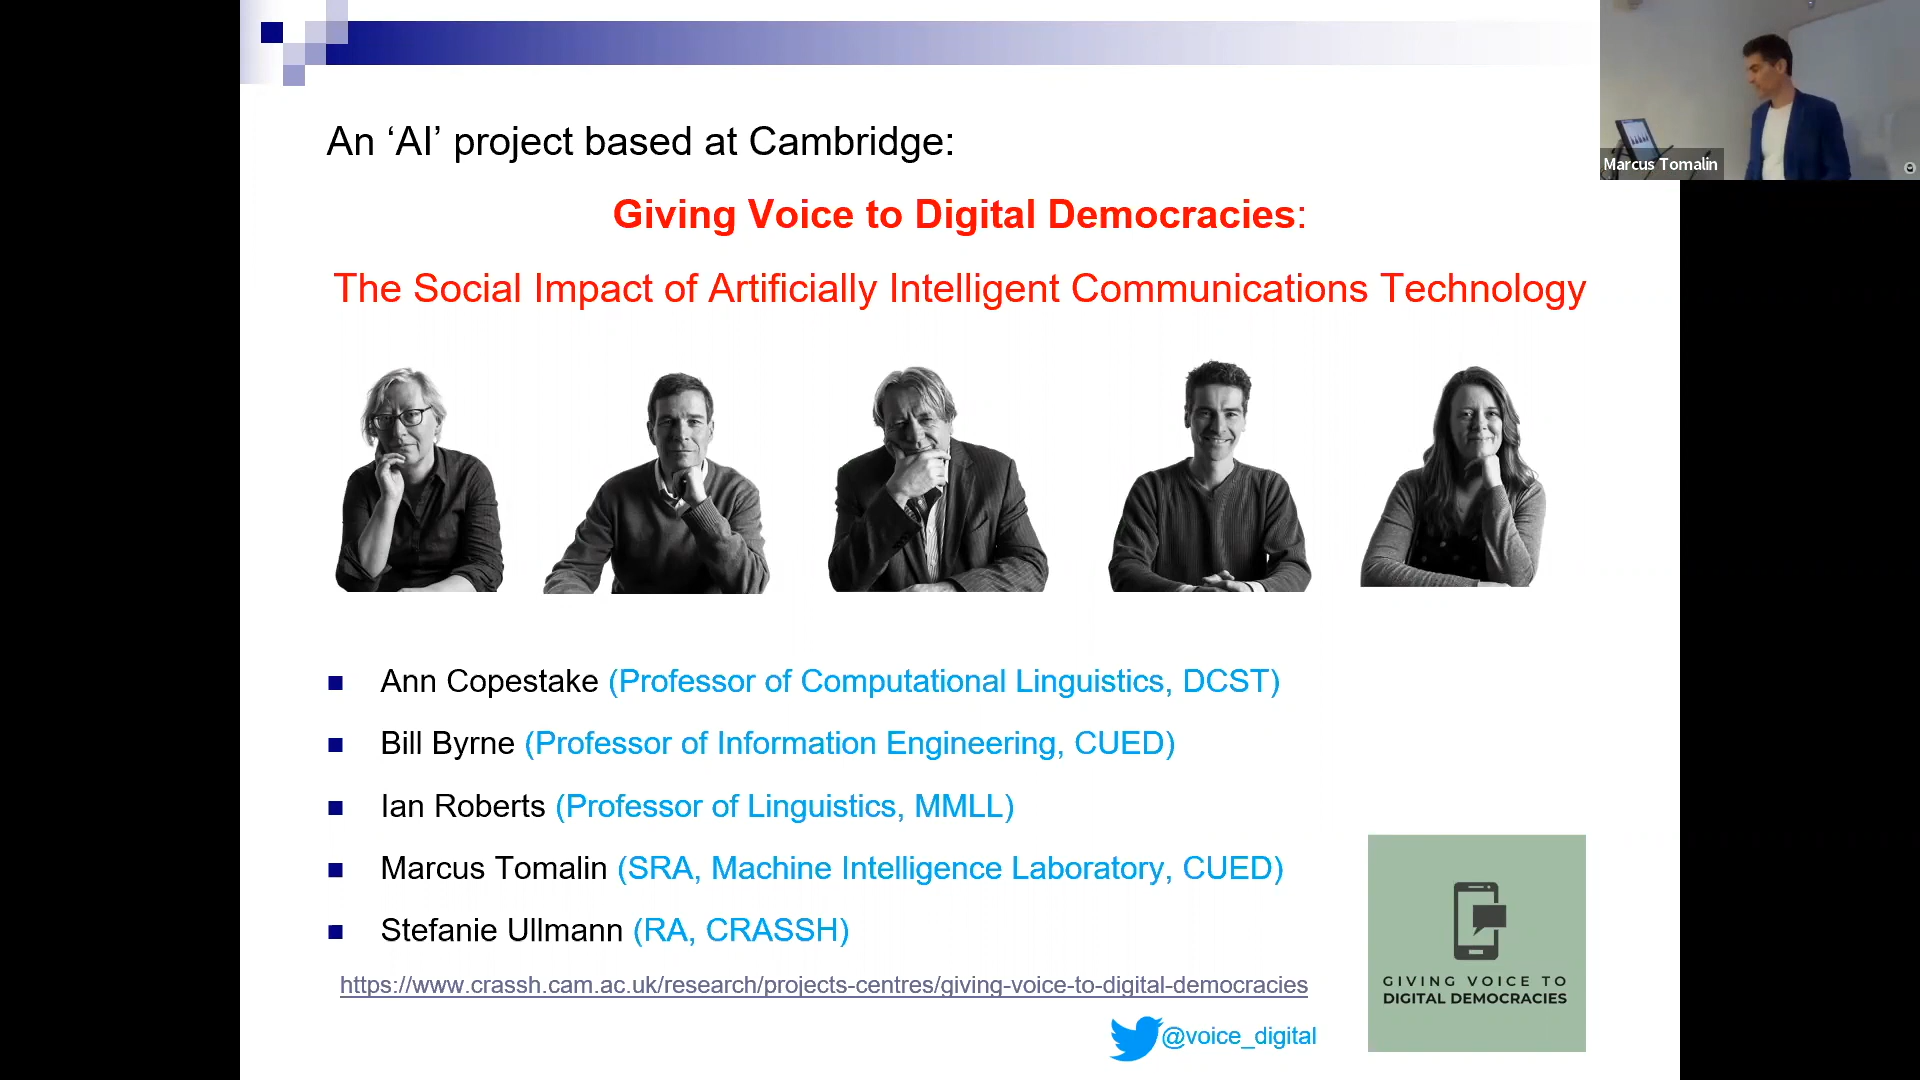 An ‘AI’ project based at Cambridge:
Giving Voice to Digital Democracies:
The Social Impact of Artificially Intelligent Communications Technology
Marcus Tomalin
Ann Copestake (Professor of Computational Linguistics, DCST)
Bill Byrne (Professor of Information Engineering, CUED)
Ian Roberts (Professor of Linguistics, MMLL)
Marcus Tomalin (SRA, Machine Intelligence Laboratory, CUED)
Stefanie Ullmann (RA, CRASSH)
https://www.crassh.cam.ac.uk/research/projects-centres/giving-voice-to-digital-democracies
@voice_digital
GIVING VOICE TO
DIGITAL DEMOCRACIES